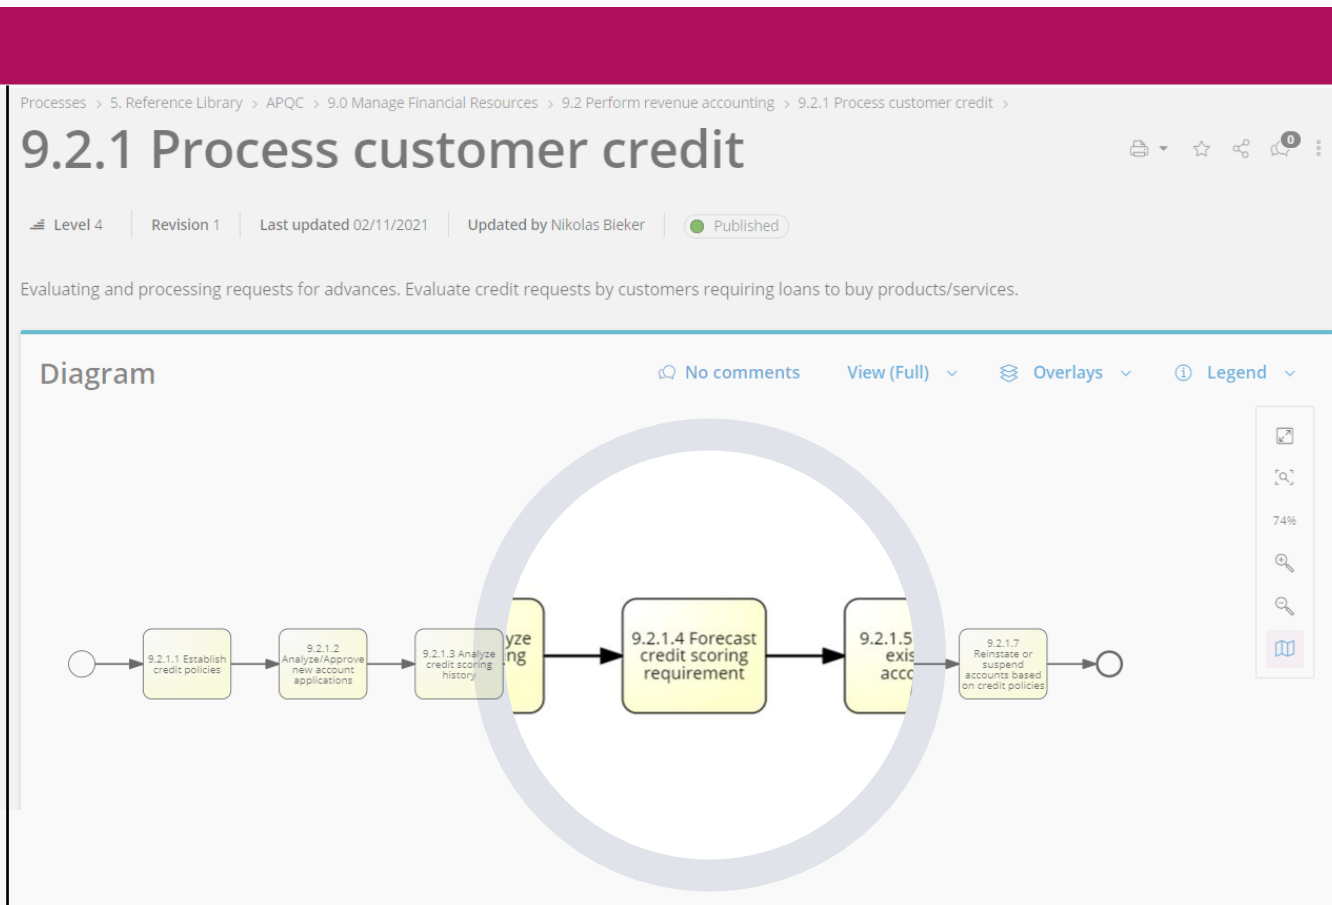 Processes > 5. Reference Library > APQC > 9.0 Manage Financial Resources > 9.2 Perform revenue accounting > 9.2.1 Process customer credit >
9.2.1 Process customer credit
0
Level 4 Revision 1 Last updated 02/11/2021 Updated by Nikolas Bieker Published
Evaluating and processing requests for advances. Evaluate credit requests by customers requiring loans to buy products/services.
Diagram
No comments View (Full) Overlays Legend
74%
9.2.1.1 Establish
credit policies
9.2.1.2
Analyze/Approve
new account
applications
9.2.1.3 Analyze
credit scoring
history
yze
ng
9.2.1.4 Forecast
credit scoring
requirement
9.2.1.5
exis
acco
9.2.1.7
Reinstate or
suspend
accounts based
on credit policies